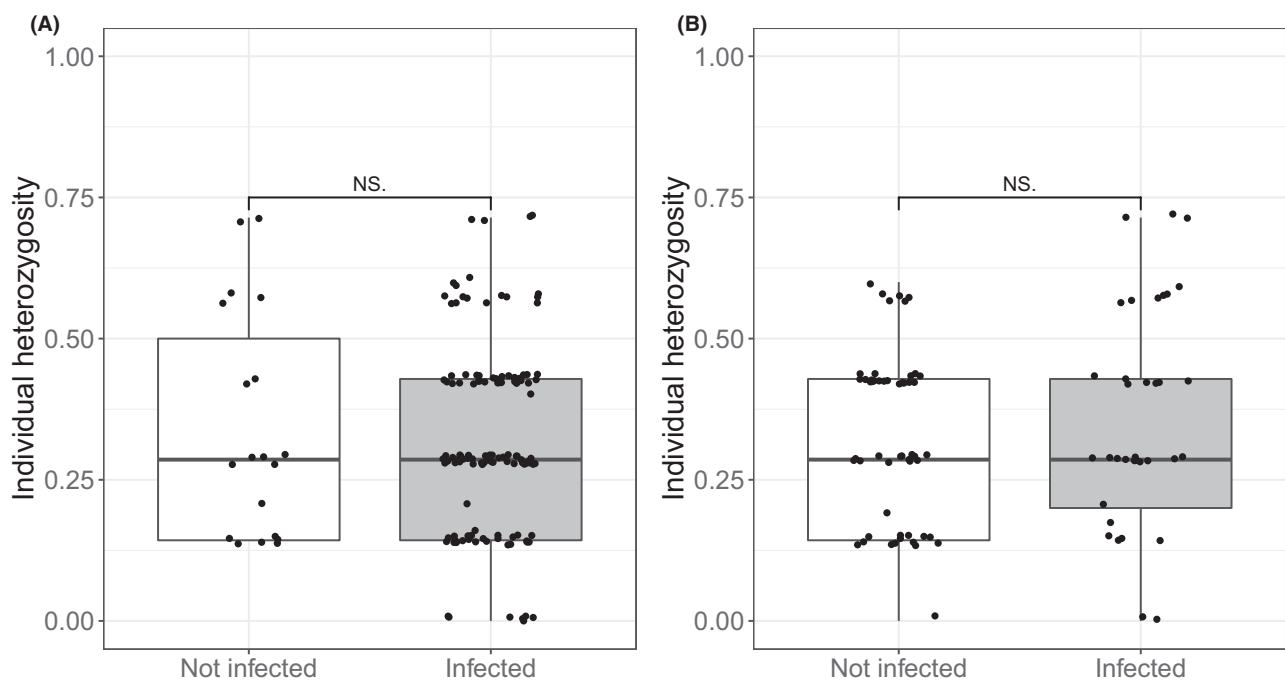 (A)
Individual heterozygosity
1.00
0.75
0.50
0.25
0.00
NS.
Not infected
Infected
(B)
Individual heterozygosity
1.00
0.75
0.50
0.25
0.00
NS.
Not infected
Infected